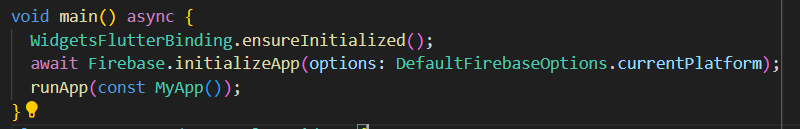 void main() async {
  WidgetsFlutterBinding.ensureInitialized();
  await Firebase.initializeApp(options: DefaultFirebaseOptions.currentPlatform);
  runApp(const MyApp());
}